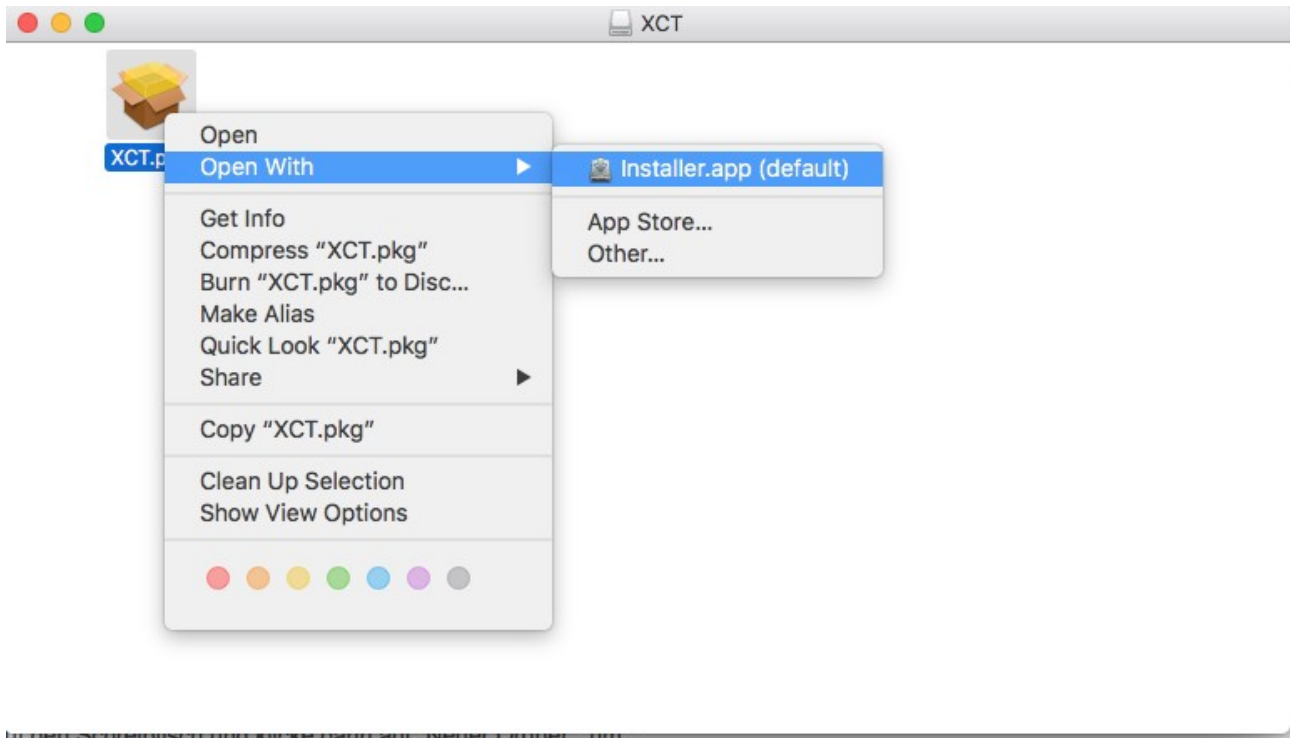 XCT
XCT.p
Open
Open With
Installer.app (default)
App Store...
Other...
Get Info
Compress “XCT.pkg”
Burn “XCT.pkg” to Disc...
Make Alias
Quick Look “XCT.pkg”
Share
Copy “XCT.pkg”
Clean Up Selection
Show View Options